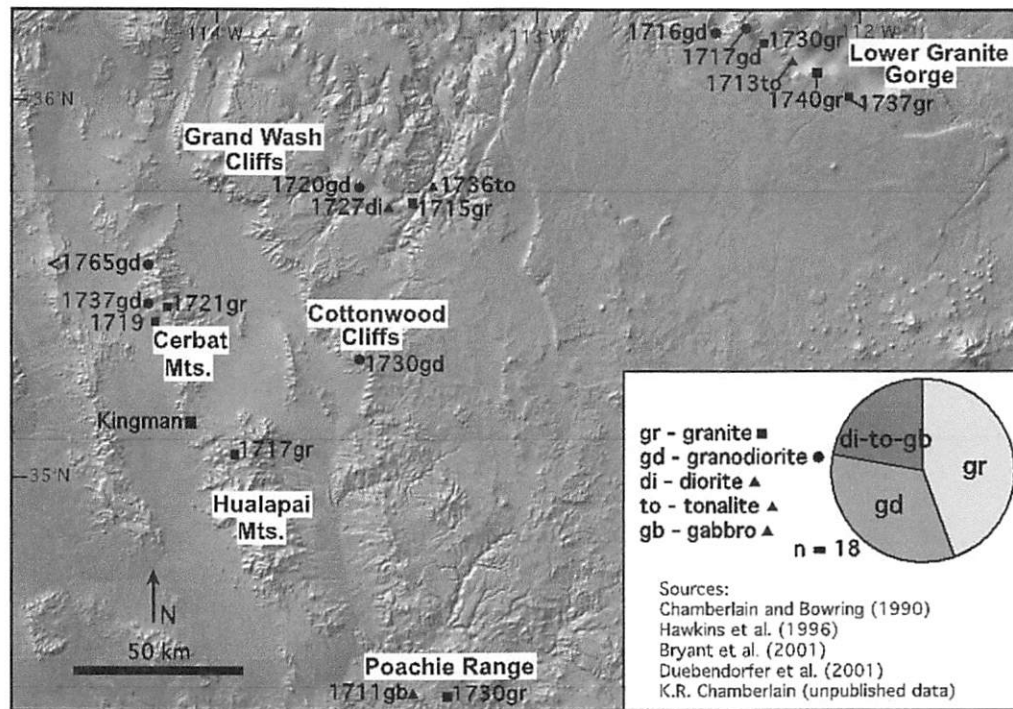 114 W
113 W
112 W
1716gd
1717gd
1730gr
1713to
Lower Granite
Gorge
36°N
1740gr
1737gr
Grand Wash
Cliffs
1720gd
1736to
1727di
1715gr
<1765gd
1737gd
1721gr
1719
Cerbat
Mts.
Cottonwood
Cliffs
1730gd
Kingman
1717gr
35°N
Hualapai
Mts.
N
50 km
Poachie Range
1711gb
1730gr
gr - granite
gd - granodiorite
di - diorite
to - tonalite
gb - gabbro
di-to-gb
gr
gd
n = 18
Sources:
Chamberlain and Bowring (1990)
Hawkins et al. (1996)
Bryant et al. (2001)
Duebendorfer et al. (2001)
K.R. Chamberlain (unpublished data)